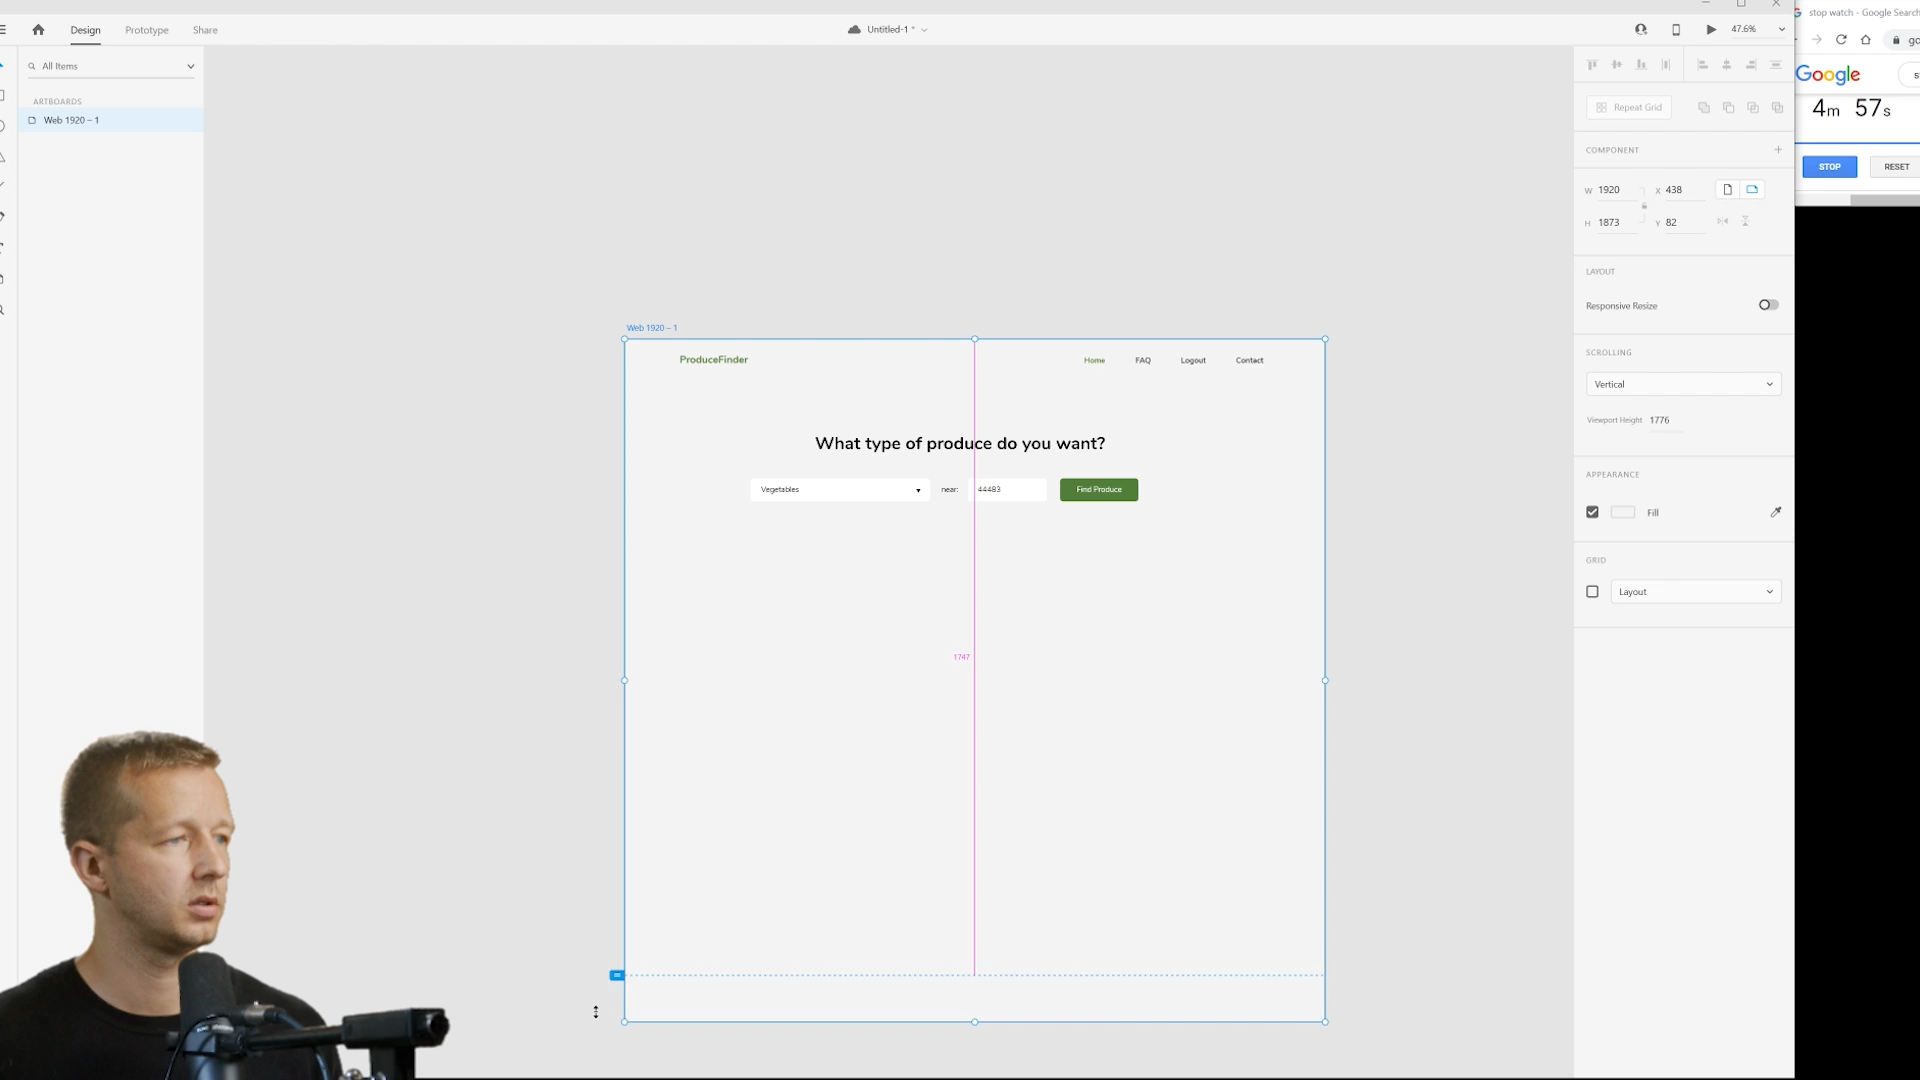 stop watch - Google Search
Design
Prototype
Share
Untitled-1 *
47.6%
All Items
Google
ARTBOARDS
4m 57s
Repeat Grid
Web 1920 – 1
COMPONENT
STOP
RESET
W 1920
X 438
H 1873
Y 82
LAYOUT
Responsive Resize
Web 1920 – 1
SCROLLING
ProduceFinder
Home
FAQ
Logout
Contact
Vertical
Viewport Height 1776
What type of produce do you want?
APPEARANCE
Vegetables
near:
44483
Find Produce
Fill
GRID
Layout
1747